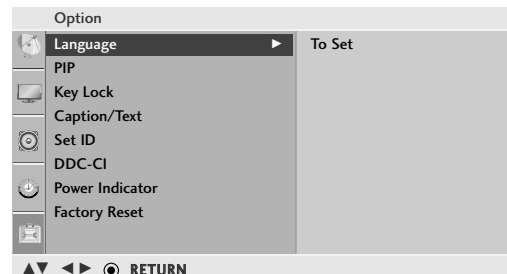 Option
Language ► To Set
PIP
Key Lock
Caption/Text
Set ID
DDC-CI
Power Indicator
Factory Reset
▲▼ ◄► RETURN